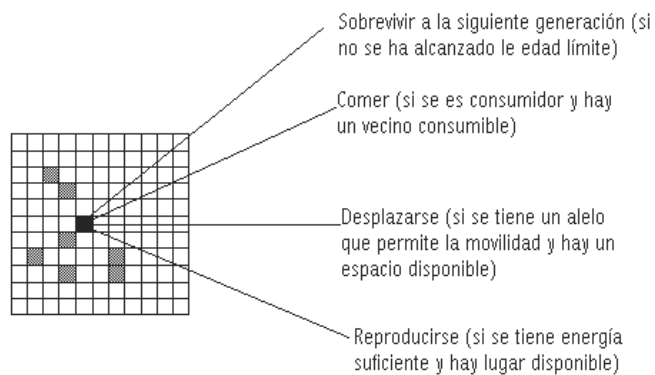 Sobrevivir a la siguiente generación (si
no se ha alcanzado le edad límite)
Comer (si se es consumidor y hay
un vecino consumible)
Desplazarse (si se tiene un alelo
que permite la movilidad y hay un
espacio disponible)
Reproducirse (si se tiene energía
suficiente y hay lugar disponible)